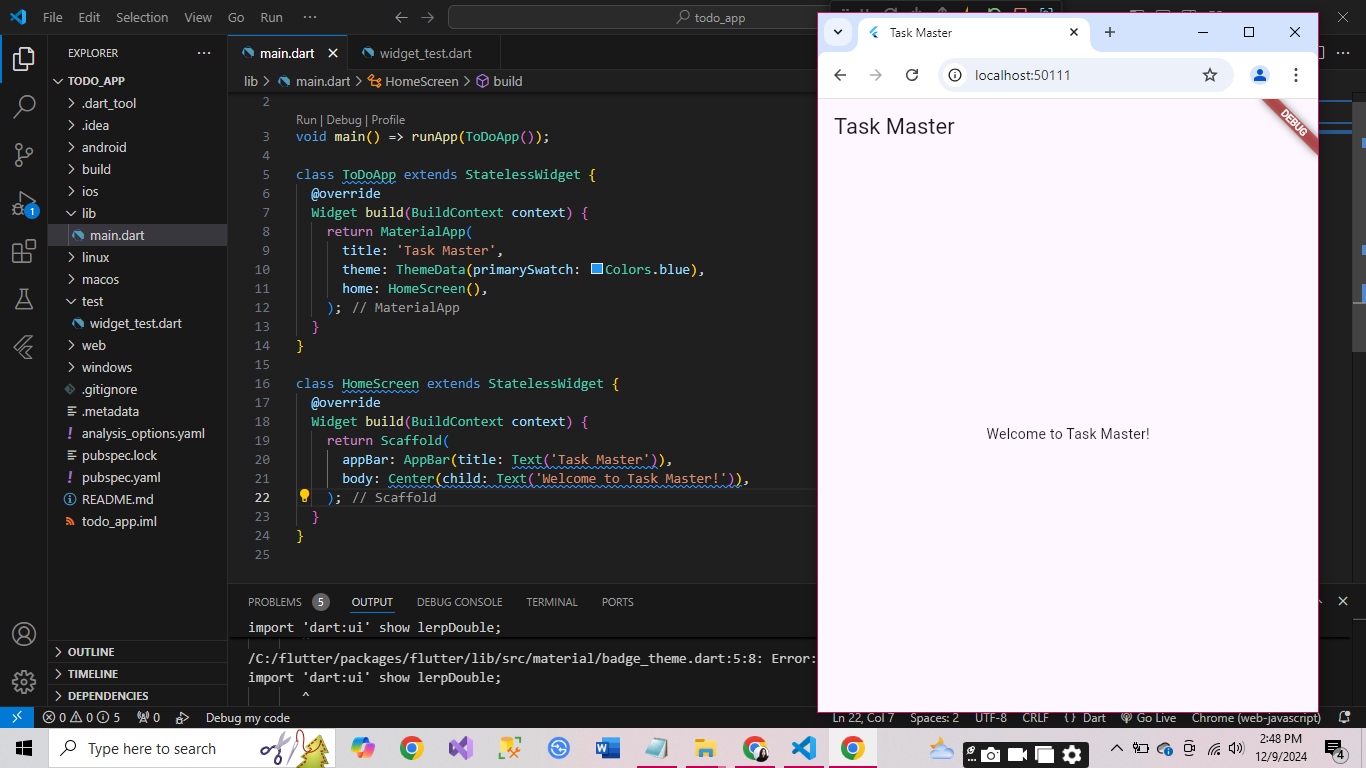 File Edit Selection View Go Run ··· todo_app
EXPLORER ···
TODO_APP
.dart_tool
.idea
android
build
ios
lib
main.dart
linux
macos
test
widget_test.dart
web
windows
.gitignore
.metadata
analysis_options.yaml
pubspec.lock
pubspec.yaml
README.md
todo_app.iml
OUTLINE
TIMELINE
DEPENDENCIES
1
main.dart widget_test.dart
lib > main.dart > HomeScreen > build
2
Run | Debug | Profile
3 void main() => runApp(ToDoApp());
4
5 class ToDoApp extends StatelessWidget {
6 @override
7 Widget build(BuildContext context) {
8 return MaterialApp(
9 title: 'Task Master',
10 theme: ThemeData(primarySwatch: Colors.blue),
11 home: HomeScreen(),
12 ); // MaterialApp
13 }
14 }
15
16 class HomeScreen extends StatelessWidget {
17 @override
18 Widget build(BuildContext context) {
19 return Scaffold(
20 appBar: AppBar(title: Text('Task Master')),
21 body: Center(child: Text('Welcome to Task Master!')),
22 ); // Scaffold
23 }
24 }
25
PROBLEMS 5 OUTPUT DEBUG CONSOLE TERMINAL PORTS
import 'dart:ui' show lerpDouble;
/C:/flutter/packages/flutter/lib/src/material/badge_theme.dart:5:8: Error:
import 'dart:ui' show lerpDouble;
^
Task Master
localhost:50111
Task Master
DEBUG
Welcome to Task Master!
0 0 5 0 Debug my code Ln 22, Col 7 Spaces: 2 UTF-8 CRLF {} Dart Go Live Chrome (web-javascript)
Type here to search
2:48 PM
12/9/2024
4